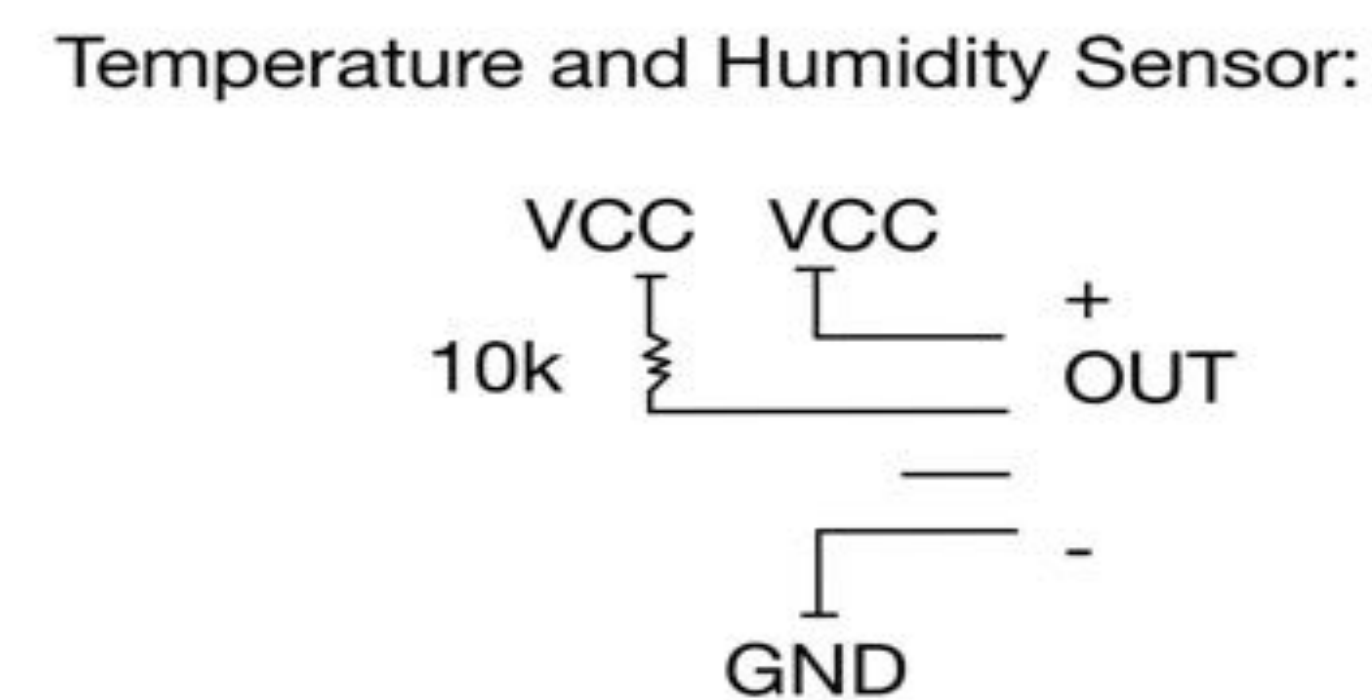 Temperature and Humidity Sensor:
VCC VCC
+
10k OUT
-
GND